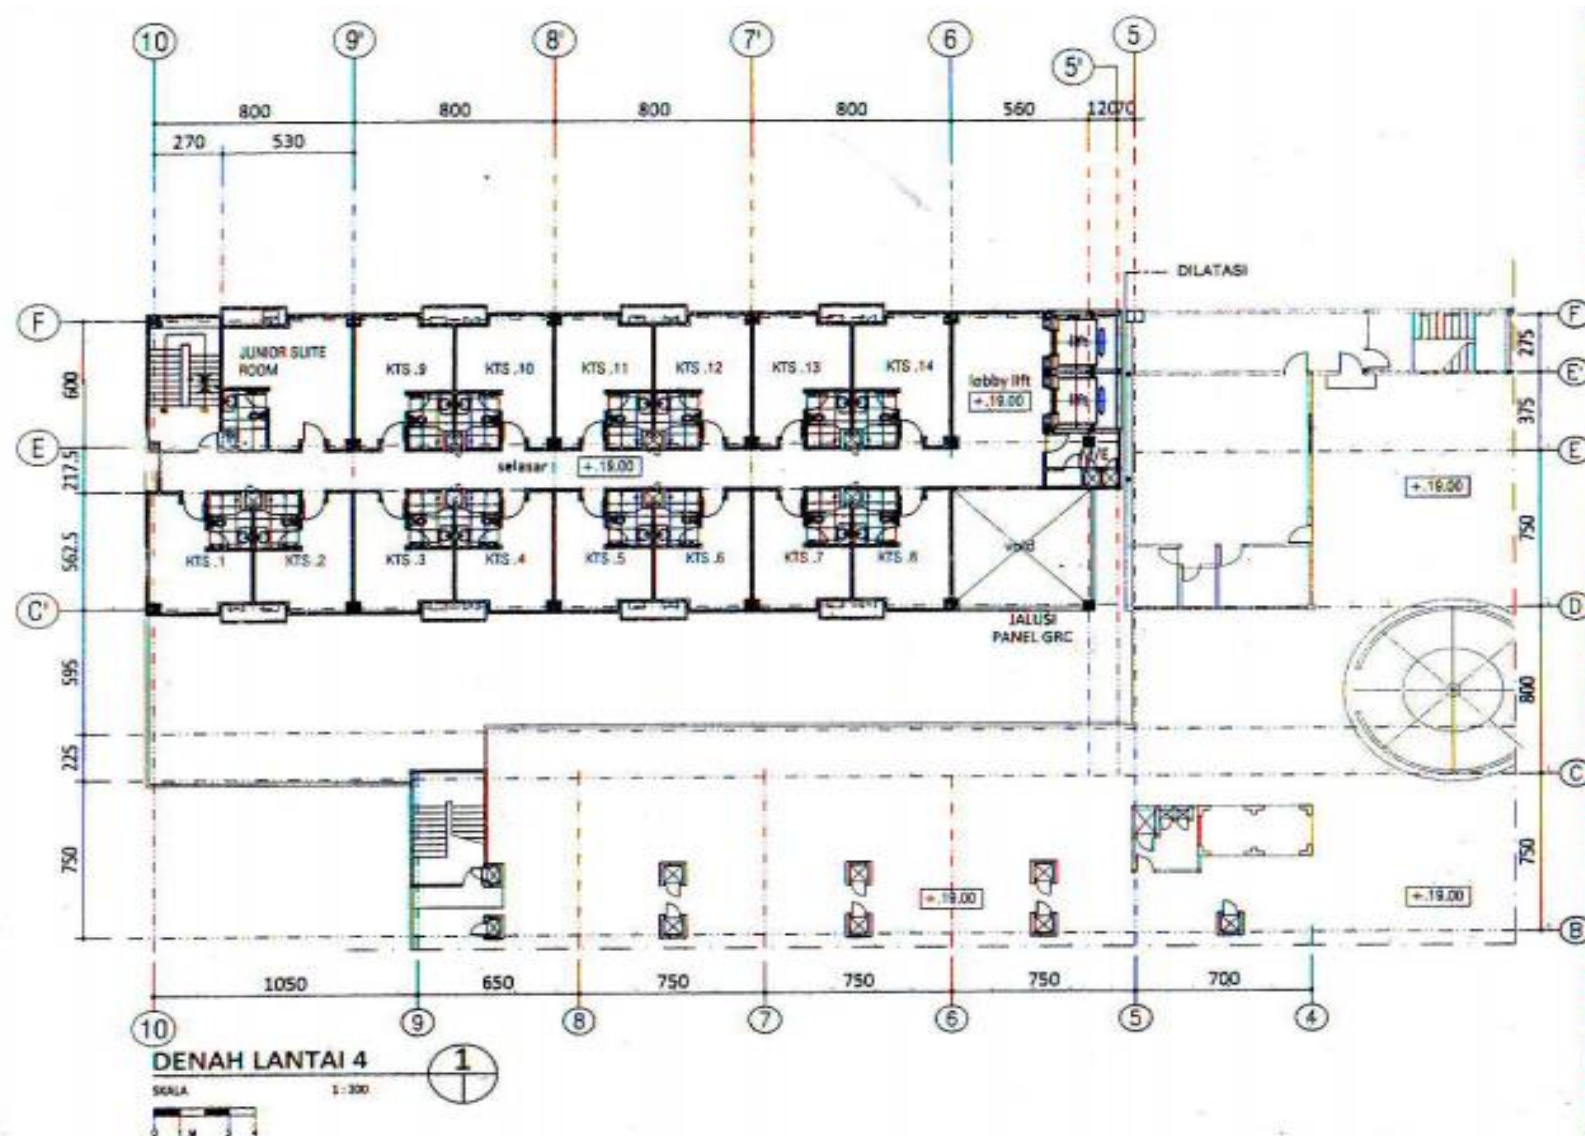 10 9' 8' 7' 6 5' 5
800 800 800 800 560 120 70
270 530
DILATASI
F F
JUNIOR SUITE
ROOM
KTS .9 KTS .10 KTS .11 KTS .12 KTS .13 KTS .14
lobby lift
+.19.00
lift
lift
600
275
E'
375
E E
selasar +.19.00
217.5
+.19.00
KTS .1 KTS .2 KTS .3 KTS .4 KTS .5 KTS .6 KTS .7 KTS .8
void
562.5
750
C' D
JALUSI
PANEL GRC
595
800
225
C
750
750
+.19.00
+.19.00
B
1050 650 750 750 750 700
10 9 8 7 6 5 4
DENAH LANTAI 4 1
SKALA